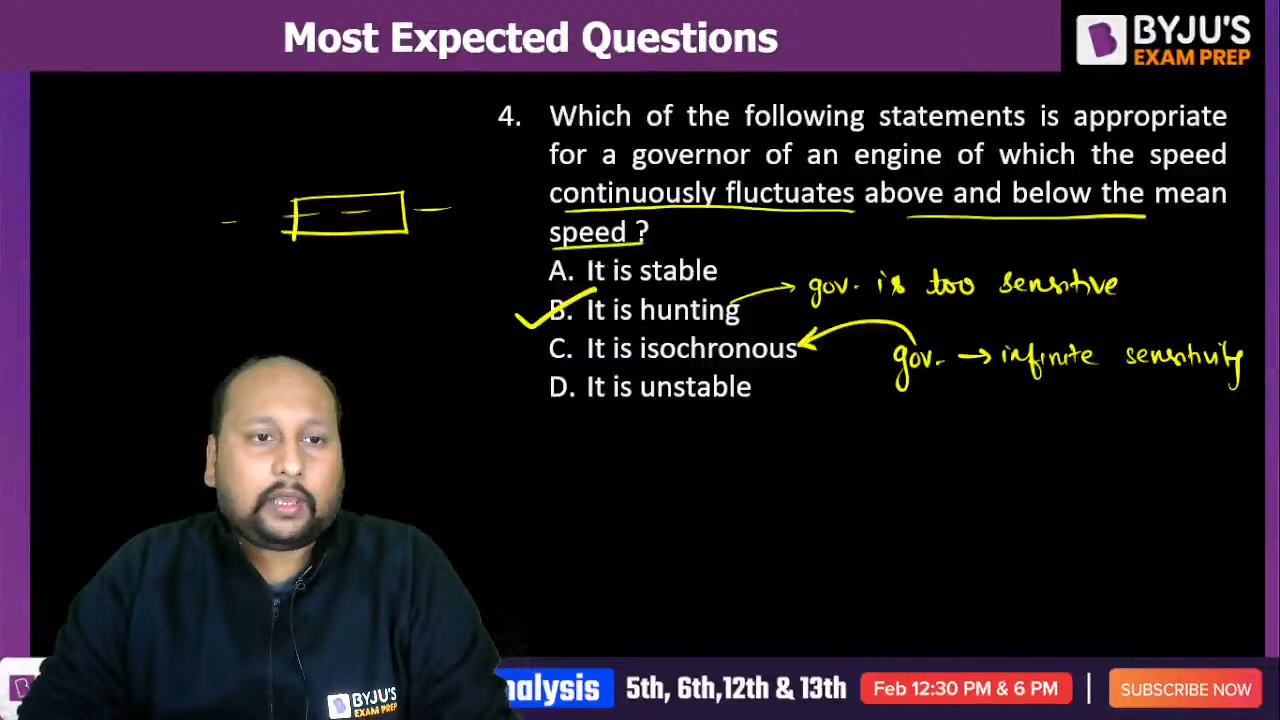 Most Expected Questions
BYJU'S
EXAM PREP
4. Which of the following statements is appropriate
for a governor of an engine of which the speed
continuously fluctuates above and below the mean
speed ?
A. It is stable
B. It is hunting
gov. is too sensitive
C. It is isochronous
gov. → infinite sensitivity
D. It is unstable
BYJU'S
EXAM PREP
nalysis
5th, 6th,12th & 13th
Feb 12:30 PM & 6 PM
SUBSCRIBE NOW